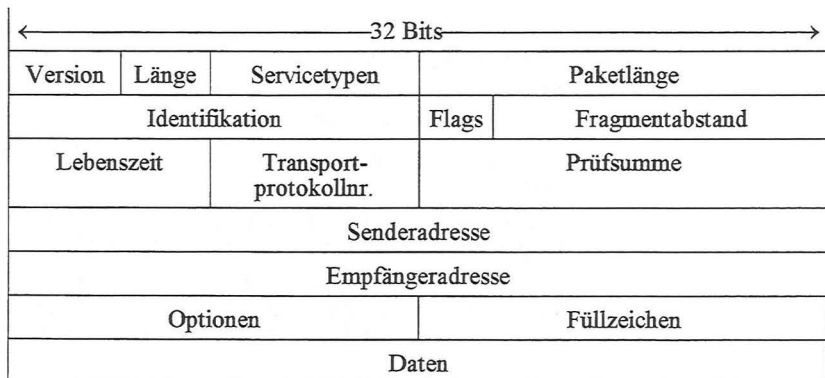 32 Bits
Version Länge Servicetypen Paketlänge
Identifikation Flags Fragmentabstand
Lebenszeit Transport- Prüfsumme
protokollnr.
Senderadresse
Empfängeradresse
Optionen Füllzeichen
Daten